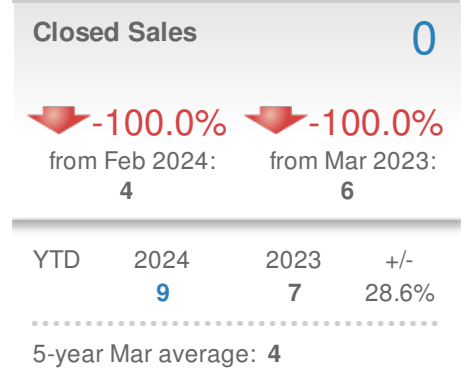 Closed Sales 0
-100.0% -100.0%
from Feb 2024: from Mar 2023:
4 6
YTD 2024 2023 +/-
9 7 28.6%
5-year Mar average: 4